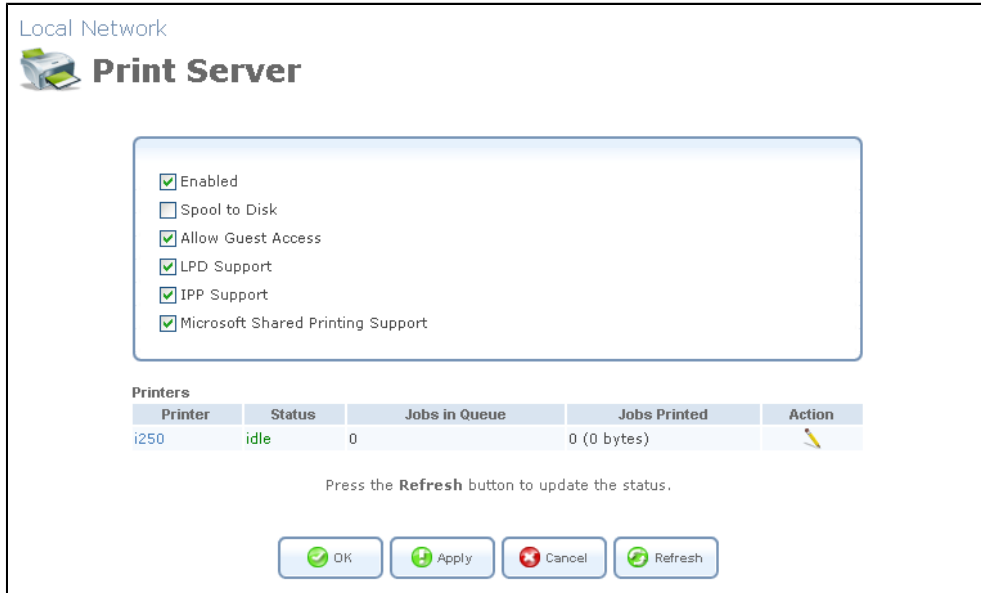 Local Network
Print Server
Enabled
Spool to Disk
Allow Guest Access
LPD Support
IPP Support
Microsoft Shared Printing Support
Printers
Printer Status Jobs in Queue Jobs Printed Action
i250 idle 0 0 (0 bytes)
Press the Refresh button to update the status.
OK Apply Cancel Refresh